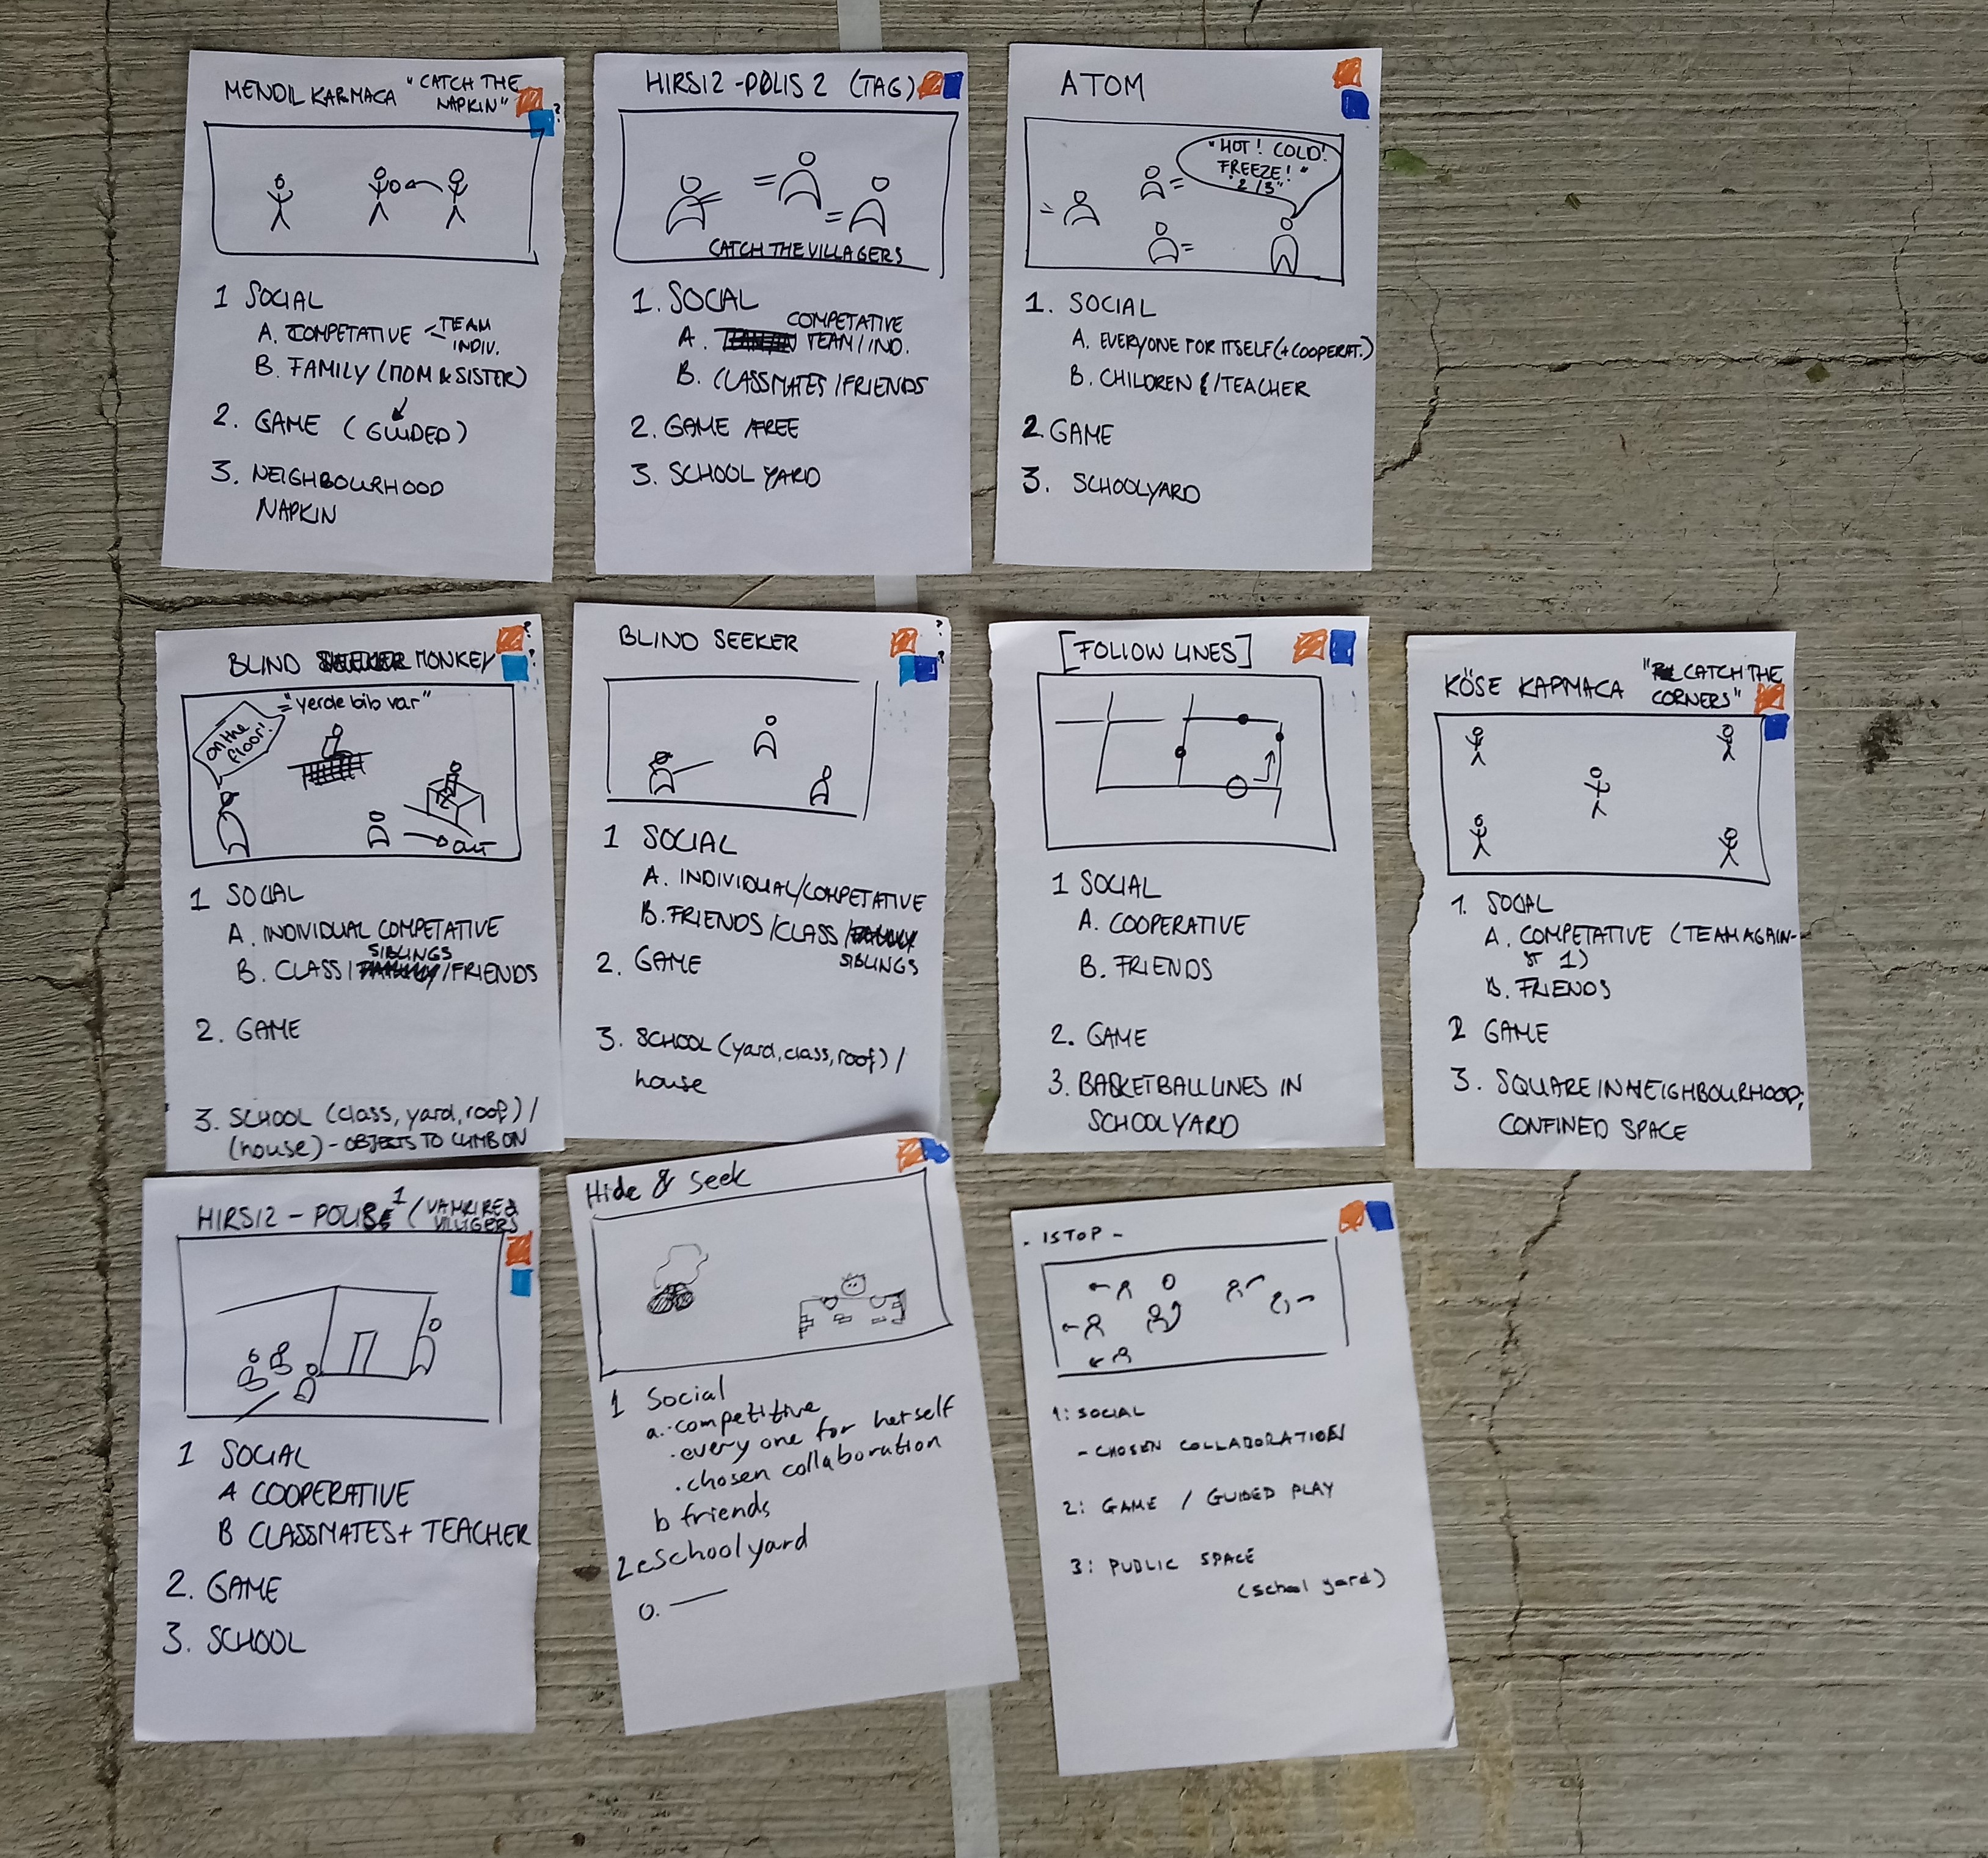 MENDIL KARMACA "CATCH THE
NAPKIN"
?
1 SOCIAL
A. COMPETATIVE < TEAM
INDIV.
B. FAMILY (MOM & SISTER)
2. GAME (GUIDED)
3. NEIGHBOURHOOD
NAPKIN
HIRSIZ - POLIS 2 (TAG)
CATCH THE VILLAGERS
1. SOCIAL
COMPETATIVE
A. TEAM/IND.
B. CLASSMATES/FRIENDS
2. GAME/FREE
3. SCHOOL YARD
ATOM
"HOT! COLD!
FREEZE!"
2/3"
1. SOCIAL
A. EVERYONE FOR ITSELF (+COOPERAT.)
B. CHILDREN /TEACHER
2. GAME
3. SCHOOLYARD
BLIND MONKEY
?
?
="yerde bib var"
on the
floor!
out
1 SOCIAL
A. INDIVIDUAL COMPETATIVE
SIBLINGS
B. CLASS/ /FRIENDS
2. GAME
3. SCHOOL (class, yard, roof)/
(house) - OBJECTS TO CLIMB ON
BLIND SEEKER
?
?
1 SOCIAL
A. INDIVIDUAL/COMPETATIVE
B. FRIENDS/CLASS/
SIBLINGS
2. GAME
3. SCHOOL (yard, class, roof)/
house
[FOLLOW LINES]
1 SOCIAL
A. COOPERATIVE
B. FRIENDS
2. GAME
3. BASKETBALL LINES IN
SCHOOLYARD
KÖSE KAPMACA "CATCH THE
CORNERS"
1. SOCIAL
A. COMPETATIVE (TEAM AGAIN-
ST 1)
B. FRIENDS
2 GAME
3. SQUARE IN NEIGHBOURHOOD;
CONFINED SPACE
HIRSIZ - POLIS 1 / VAMPIRE &
VILLIGERS
1 SOCIAL
A COOPERATIVE
B CLASSMATES + TEACHER
2. GAME
3. SCHOOL
Hide & Seek
1 Social
a. · competitive
· every one for herself
· chosen collaboration
b friends
2 Schoolyard
0. —
- ISTOP -
1: SOCIAL
- CHOSEN COLLABORATION
2: GAME / GUIDED PLAY
3: PUBLIC SPACE
(school yard)